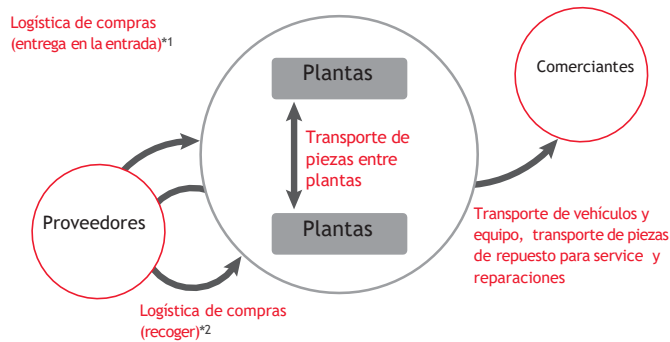 Logística de compras
(entrega en la entrada)*1
Plantas
Comerciantes
Transporte de
piezas entre
plantas
Proveedores
Plantas
Transporte de vehículos y
equipo, transporte de piezas
de repuesto para service y
reparaciones
Logística de compras
(recoger)*2